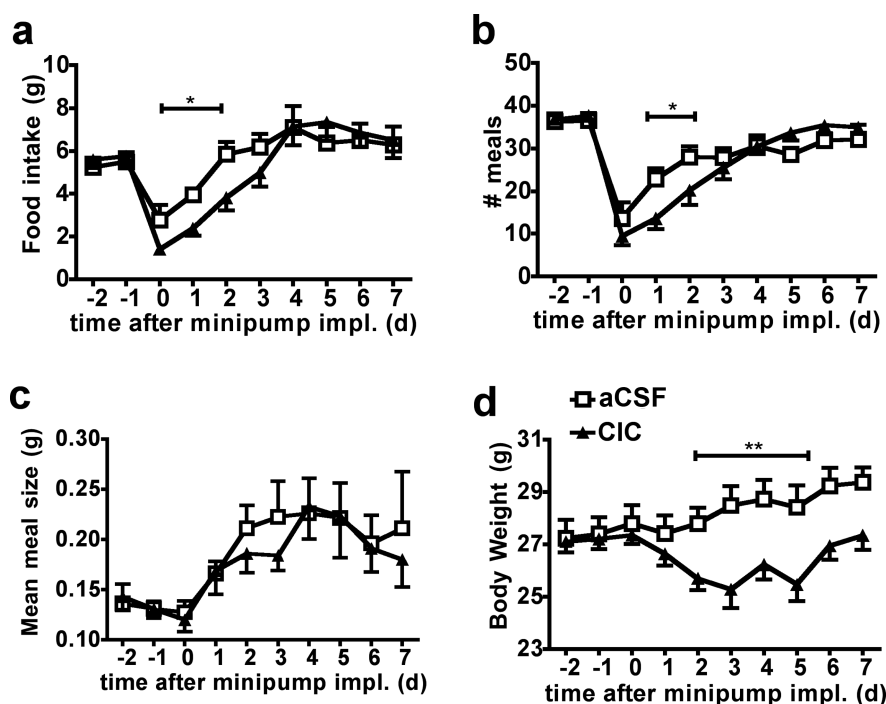 a
Food intake (g)
10
8
6
4
2
0
*
-2 -1 0 1 2 3 4 5 6 7
time after minipump impl. (d)
b
# meals
50
40
30
20
10
0
*
-2 -1 0 1 2 3 4 5 6 7
time after minipump impl. (d)
c
Mean meal size (g)
0.30
0.25
0.20
0.15
0.10
-2 -1 0 1 2 3 4 5 6 7
time after minipump impl. (d)
d
aCSF
CIC
Body Weight (g)
31
29
27
25
23
**
-2 -1 0 1 2 3 4 5 6 7
time after minipump impl. (d)